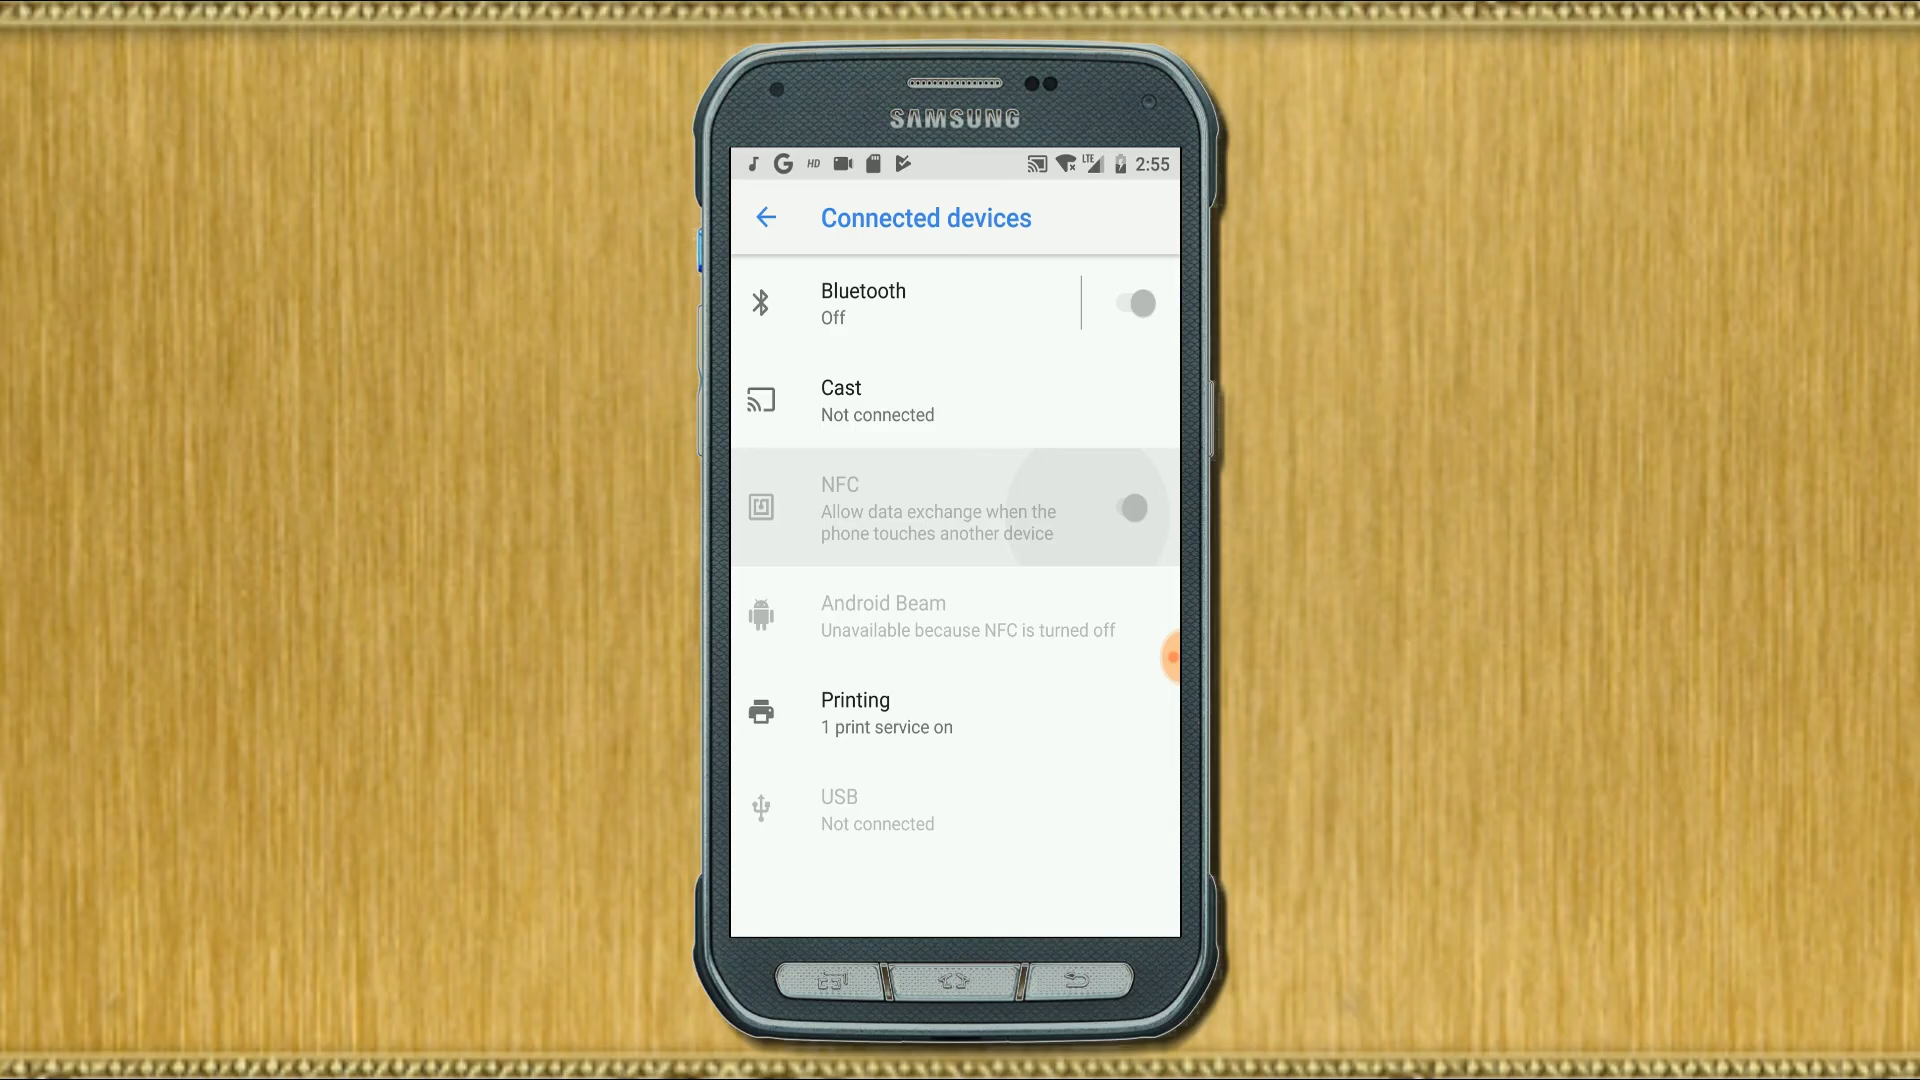 SAMSUNG
HD
LTE
2:55
Connected devices
Bluetooth
Off
Cast
Not connected
NFC
Allow data exchange when the
phone touches another device
Android Beam
Unavailable because NFC is turned off
Printing
1 print service on
USB
Not connected